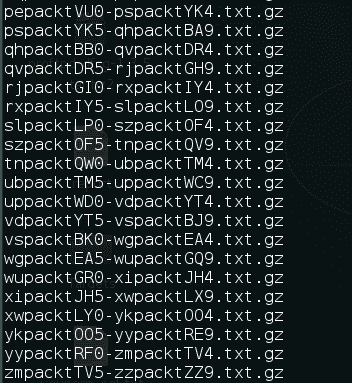 pepacktVU0-pspacktYK4.txt.gz
pspacktYK5-qhpacktBA9.txt.gz
qhpacktBB0-qvpacktDR4.txt.gz
qvpacktDR5-rjpacktGH9.txt.gz
rjpacktGI0-rxpacktIY4.txt.gz
rxpacktIY5-slpacktLO9.txt.gz
slpacktLP0-szpacktOF4.txt.gz
szpacktOF5-tnpacktQV9.txt.gz
tnpacktQW0-ubpacktTM4.txt.gz
ubpacktTM5-uppacktWC9.txt.gz
uppacktWD0-vdpacktYT4.txt.gz
vdpacktYT5-vspacktBJ9.txt.gz
vspacktBK0-wgpacktEA4.txt.gz
wgpacktEA5-wupacktGQ9.txt.gz
wupacktGR0-xipacktJH4.txt.gz
xipacktJH5-xwpacktLX9.txt.gz
xwpacktLY0-ykpacktOO4.txt.gz
ykpacktOO5-yypacktRE9.txt.gz
yypacktRF0-zmpacktTV4.txt.gz
zmpacktTV5-zzpacktZZ9.txt.gz